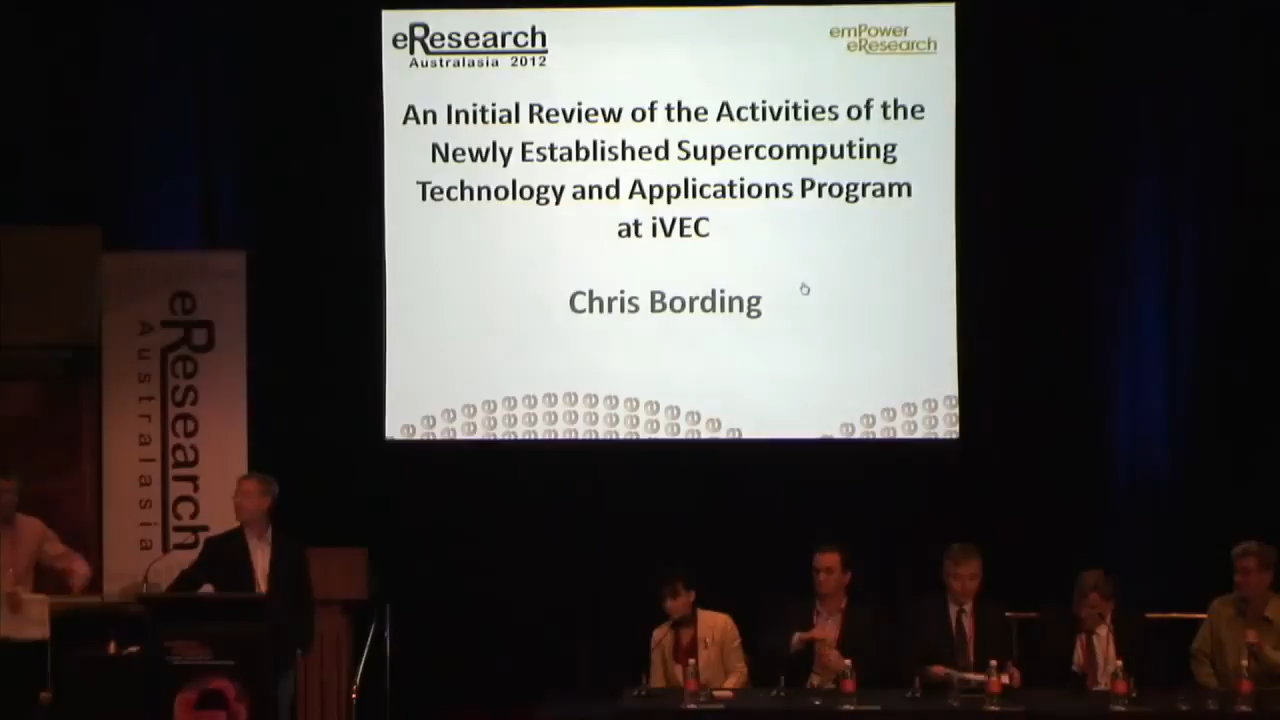 eResearch
Australasia 2012
emPower
eResearch
An Initial Review of the Activities of the
Newly Established Supercomputing
Technology and Applications Program
at iVEC
Chris Bording
eResearch
Australasia